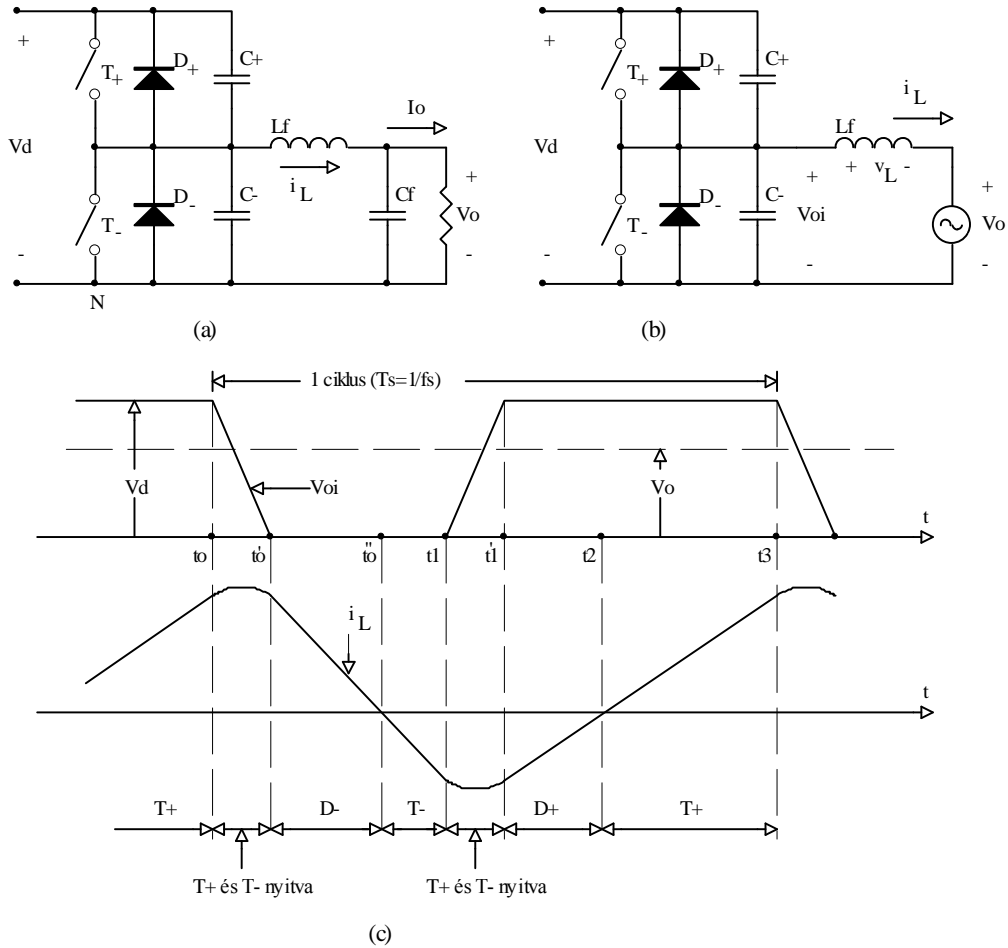 +
T+
D+
C+
Vd
Lf
Io
i L
-
T-
D-
C-
Cf
+
Vo
-
N
(a)
+
T+
D+
C+
i L
Vd
Lf
+ vL -
-
T-
D-
C-
+
Voi
-
+
Vo
-
(b)
1 ciklus (Ts=1/fs)
Vd
Voi
Vo
t
to
to'
to"
t1
t1'
t2
t3
i L
t
T+
D-
T-
D+
T+
T+ és T- nyitva
T+ és T- nyitva
(c)